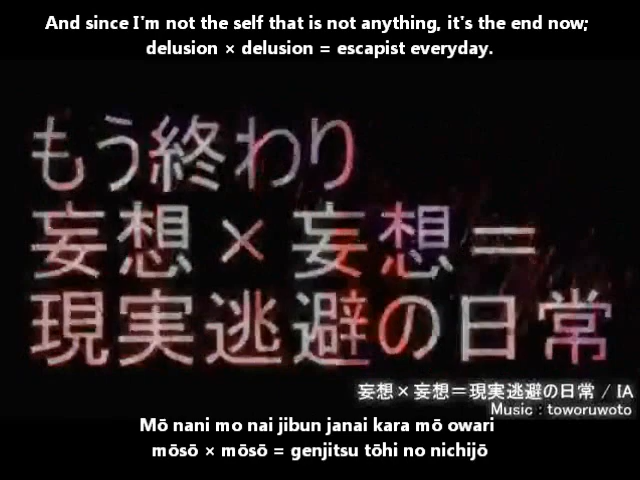 And since I'm not the self that is not anything, it's the end now;
delusion × delusion = escapist everyday.
もう終わり
妄想×妄想＝
現実逃避の日常
妄想×妄想＝現実逃避の日常 / IA
Music : toworuwoto
Mō nani mo nai jibun janai kara mō owari
mōsō × mōsō = genjitsu tōhi no nichijō